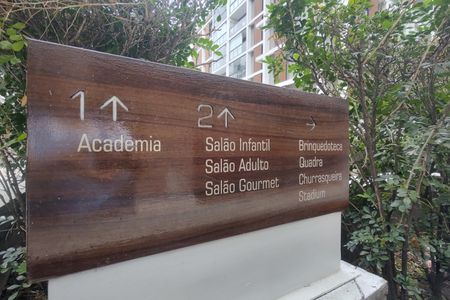 1 ↑
Academia
2 ↑
Salão Infantil
Salão Adulto
Salão Gourmet
→
Brinquedoteca
Quadra
Churrasqueira
Stadium